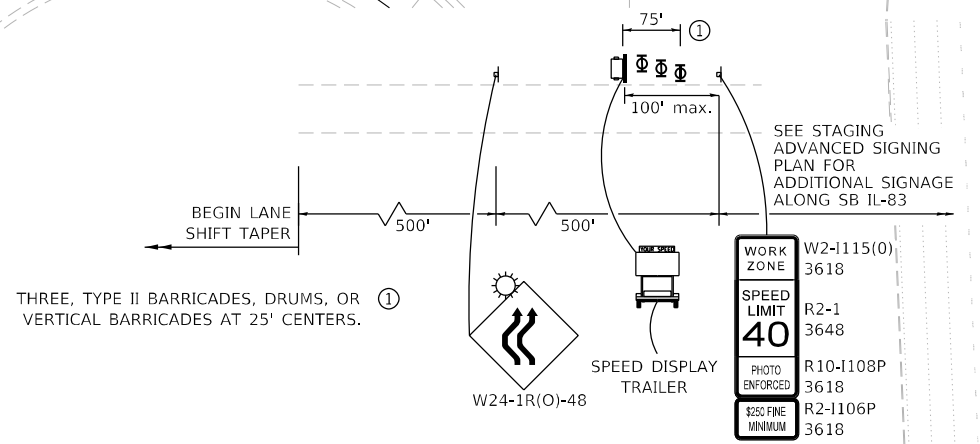 75'
1
100' max.
SEE STAGING
ADVANCED SIGNING
PLAN FOR
ADDITIONAL SIGNAGE
ALONG SB IL-83
BEGIN LANE
SHIFT TAPER
500'
500'
THREE, TYPE II BARRICADES, DRUMS, OR
VERTICAL BARRICADES AT 25' CENTERS.
1
YOUR SPEED
SPEED DISPLAY
TRAILER
W24-1R(O)-48
WORK
ZONE
W2-I115(0)
3618
SPEED
LIMIT
40
R2-1
3648
PHOTO
ENFORCED
R10-I108P
3618
$250 FINE
MINIMUM
R2-I106P
3618